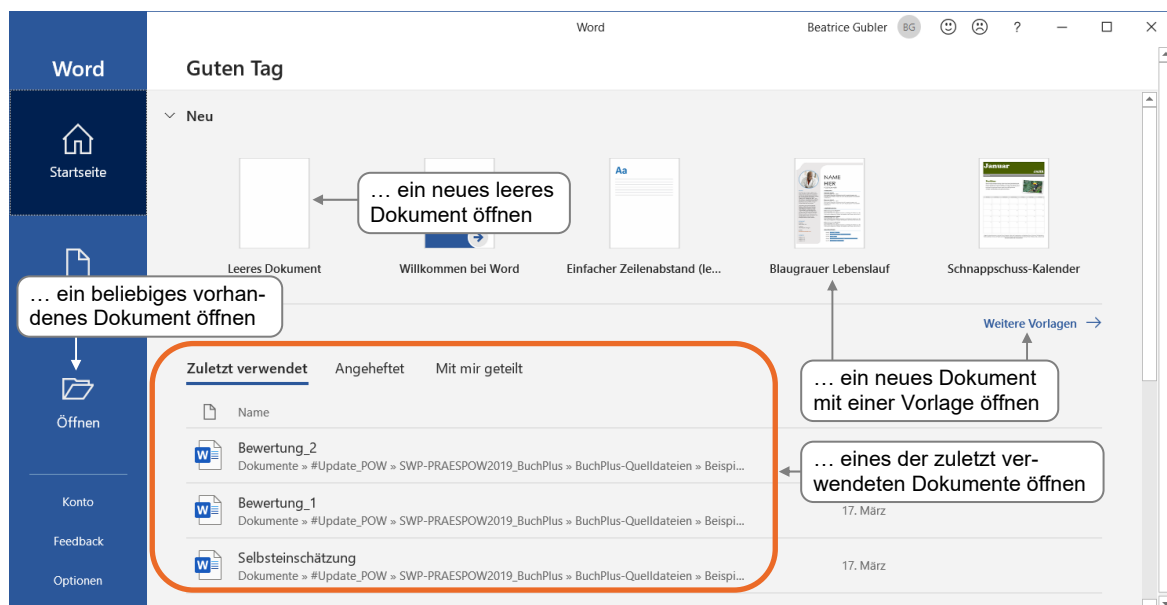 Word
Beatrice Gubler BG ?
Word
Guten Tag
Neu
Startseite
Aa
NAME
HIER
Januar
… ein neues leeres
Dokument öffnen
Leeres Dokument
Willkommen bei Word
Einfacher Zeilenabstand (le...
Blaugrauer Lebenslauf
Schnappschuss-Kalender
… ein beliebiges vorhan-
denes Dokument öffnen
Weitere Vorlagen
Zuletzt verwendet
Angeheftet
Mit mir geteilt
… ein neues Dokument
mit einer Vorlage öffnen
Öffnen
Name
Bewertung_2
Dokumente » #Update_POW » SWP-PRAESPOW2019_BuchPlus » BuchPlus-Quelldateien » Beispi...
… eines der zuletzt ver-
wendeten Dokumente öffnen
Konto
Bewertung_1
Dokumente » #Update_POW » SWP-PRAESPOW2019_BuchPlus » BuchPlus-Quelldateien » Beispi...
17. März
Feedback
Selbsteinschätzung
Dokumente » #Update_POW » SWP-PRAESPOW2019_BuchPlus » BuchPlus-Quelldateien » Beispi...
17. März
Optionen